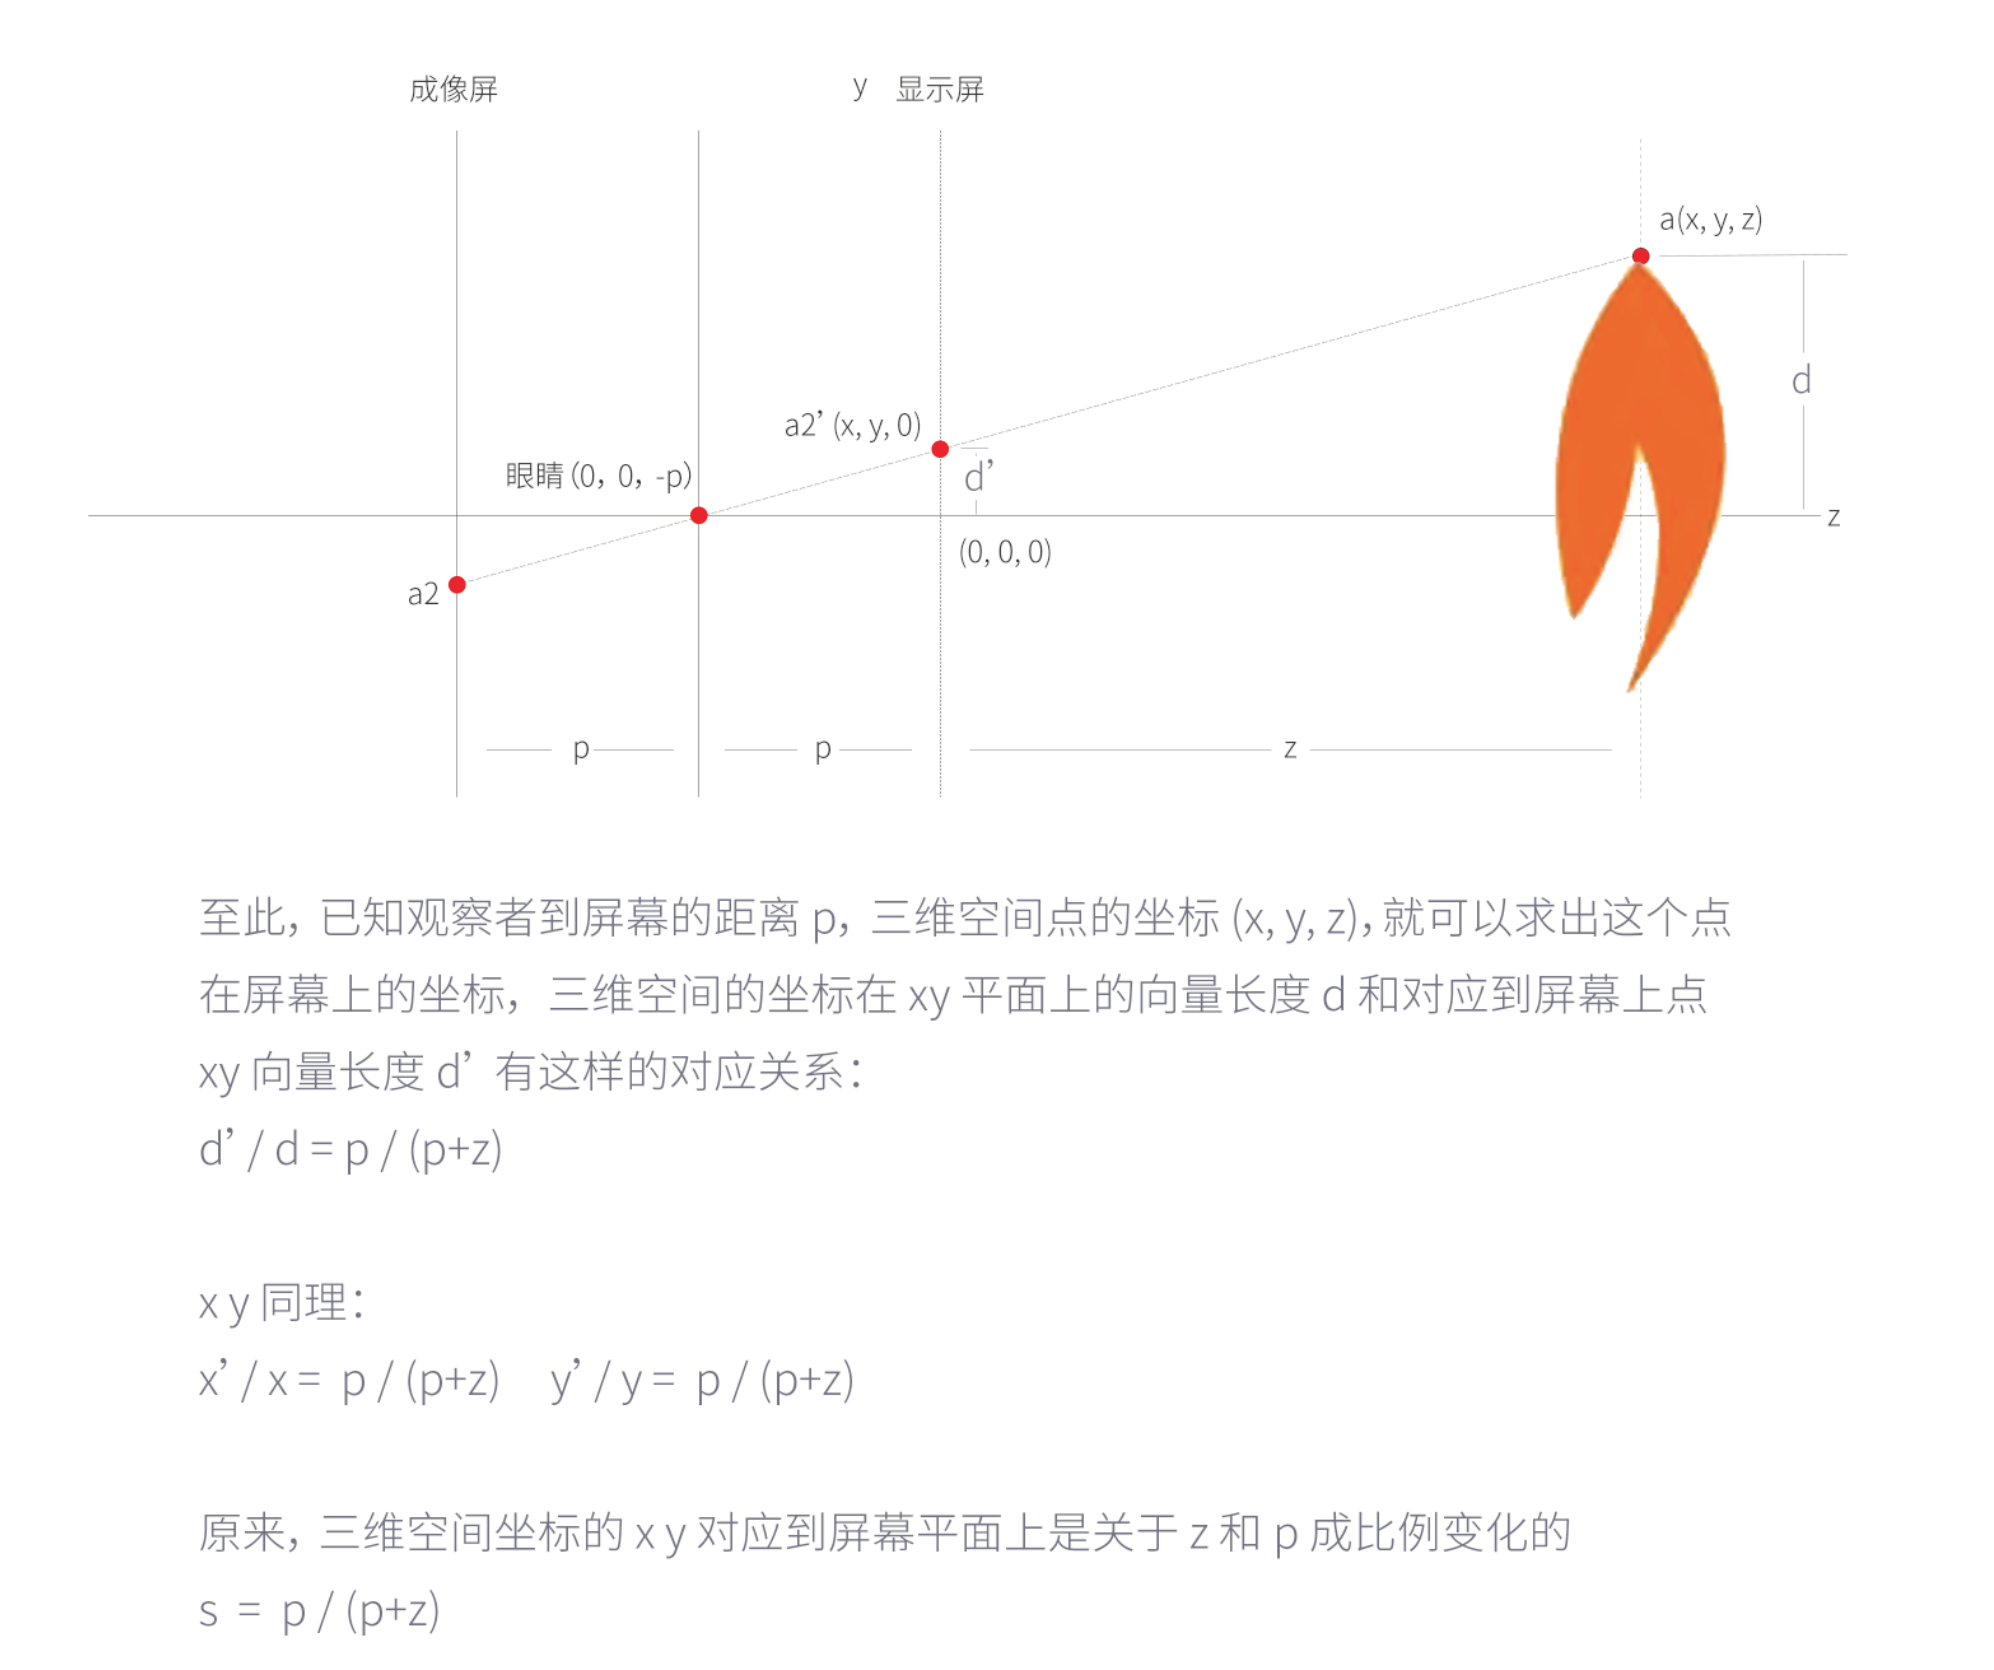 成像屏
y 显示屏
a(x, y, z)
d
a2’ (x, y, 0)
d’
眼睛（0，0，-p）
z
(0, 0, 0)
a2
p
p
z
至此，已知观察者到屏幕的距离 p，三维空间点的坐标 (x, y, z)，就可以求出这个点
在屏幕上的坐标，三维空间的坐标在 xy 平面上的向量长度 d 和对应到屏幕上点
xy 向量长度 d’ 有这样的对应关系：
d’ / d = p / (p+z)
x y 同理：
x’ / x = p / (p+z) y’ / y = p / (p+z)
原来，三维空间坐标的 x y 对应到屏幕平面上是关于 z 和 p 成比例变化的
s = p / (p+z)